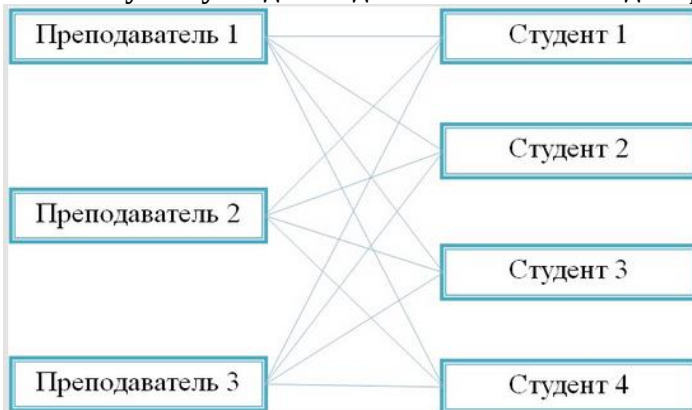 Преподаватель 1
Студент 1
Студент 2
Преподаватель 2
Студент 3
Преподаватель 3
Студент 4